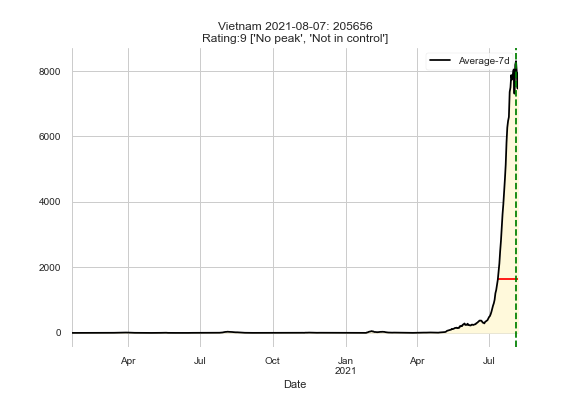 Vietnam 2021-08-07: 205656
Rating:9 ['No peak', 'Not in control']
Average-7d
8000
6000
4000
2000
0
Apr
Jul
Oct
Jan
2021
Apr
Jul
Date